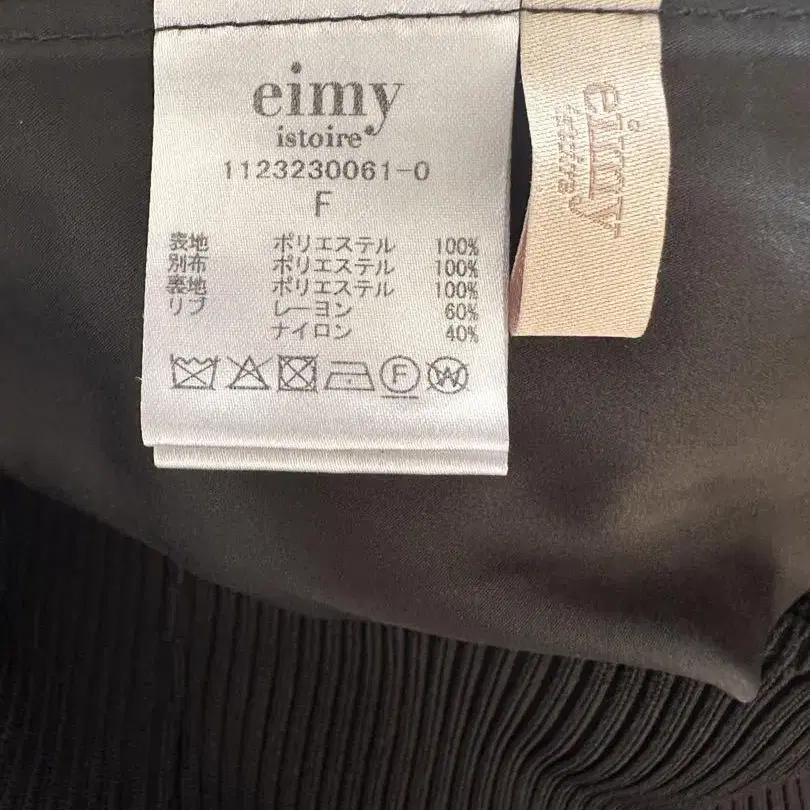 eimy
istoire
1123230061-0
F
表地 ポリエステル 100%
別布 ポリエステル 100%
裏地 ポリエステル 100%
リブ レーヨン 60%
ナイロン 40%
F W
eimy
istoire